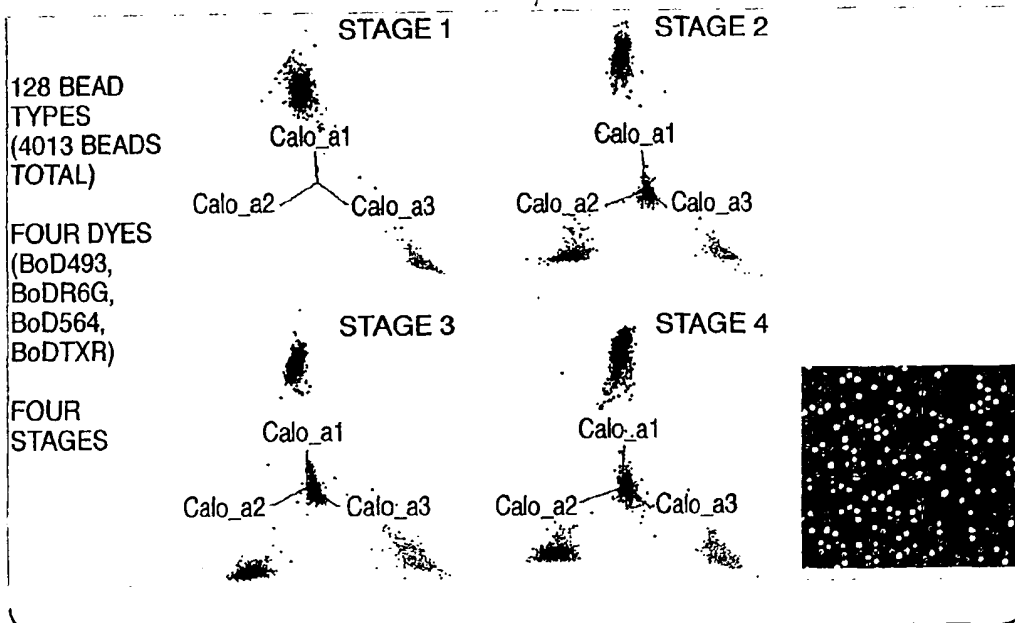 128 BEAD
TYPES
(4013 BEADS
TOTAL)
FOUR DYES
(BoD493,
BoDR6G,
BoD564,
BoDTXR)
FOUR
STAGES
STAGE 1
Calo_a1
Calo_a2
Calo_a3
STAGE 2
Calo_a1
Calo_a2
Calo_a3
STAGE 3
Calo_a1
Calo_a2
Calo_a3
STAGE 4
Calo_a1
Calo_a2
Calo_a3